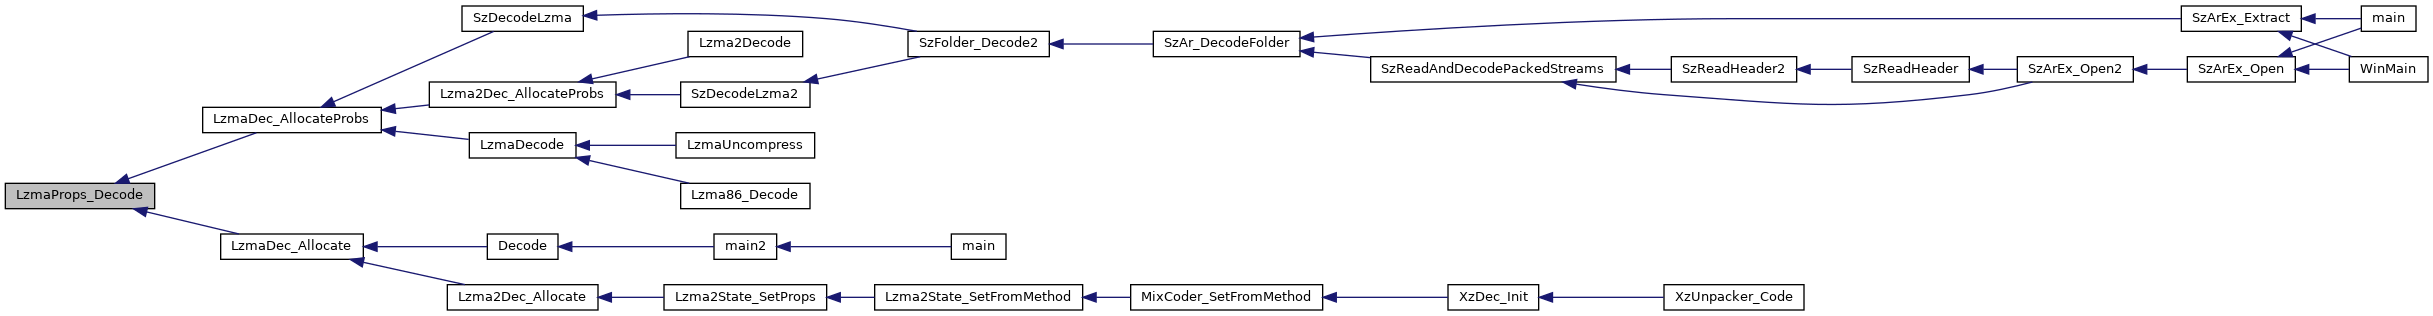 LzmaProps_Decode
LzmaDec_AllocateProbs
SzDecodeLzma
SzFolder_Decode2
SzAr_DecodeFolder
SzArEx_Extract
main
WinMain
SzReadAndDecodePackedStreams
SzReadHeader2
SzReadHeader
SzArEx_Open2
SzArEx_Open
Lzma2Dec_AllocateProbs
Lzma2Decode
SzDecodeLzma2
LzmaDecode
LzmaUncompress
Lzma86_Decode
LzmaDec_Allocate
Decode
main2
main
Lzma2Dec_Allocate
Lzma2State_SetProps
Lzma2State_SetFromMethod
MixCoder_SetFromMethod
XzDec_Init
XzUnpacker_Code